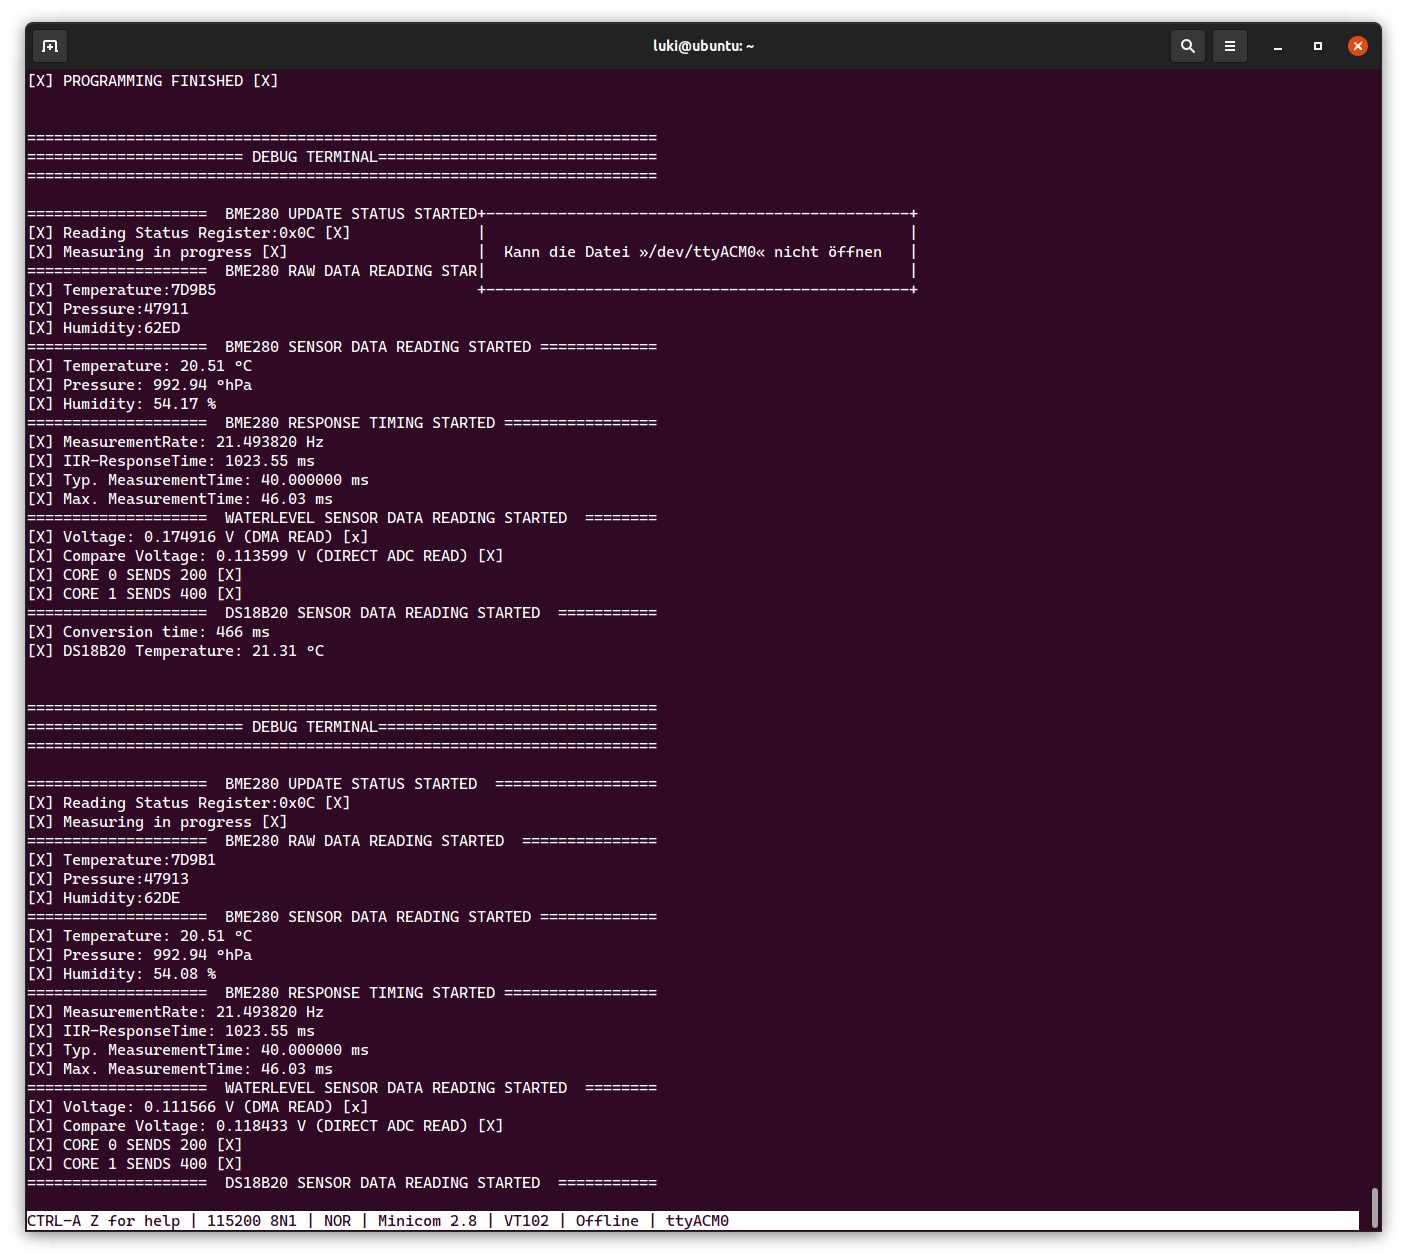 luki@ubuntu: ~
[X] PROGRAMMING FINISHED [X]
======================================================================
======================== DEBUG TERMINAL===============================
======================================================================
====================  BME280 UPDATE STATUS STARTED+-----------------------------------------------+
[X] Reading Status Register:0x0C [X]              |                                               |
[X] Measuring in progress [X]                     |  Kann die Datei »/dev/ttyACM0« nicht öffnen   |
====================  BME280 RAW DATA READING STAR|                                               |
[X] Temperature:7D9B5                             +-----------------------------------------------+
[X] Pressure:47911
[X] Humidity:62ED
====================  BME280 SENSOR DATA READING STARTED =============
[X] Temperature: 20.51 °C
[X] Pressure: 992.94 °hPa
[X] Humidity: 54.17 %
====================  BME280 RESPONSE TIMING STARTED =================
[X] MeasurementRate: 21.493820 Hz
[X] IIR-ResponseTime: 1023.55 ms
[X] Typ. MeasurementTime: 40.000000 ms
[X] Max. MeasurementTime: 46.03 ms
====================  WATERLEVEL SENSOR DATA READING STARTED  ========
[X] Voltage: 0.174916 V (DMA READ) [x]
[X] Compare Voltage: 0.113599 V (DIRECT ADC READ) [X]
[X] CORE 0 SENDS 200 [X]
[X] CORE 1 SENDS 400 [X]
====================  DS18B20 SENSOR DATA READING STARTED  ===========
[X] Conversion time: 466 ms
[X] DS18B20 Temperature: 21.31 °C
======================================================================
======================== DEBUG TERMINAL===============================
======================================================================
====================  BME280 UPDATE STATUS STARTED  ==================
[X] Reading Status Register:0x0C [X]
[X] Measuring in progress [X]
====================  BME280 RAW DATA READING STARTED  ===============
[X] Temperature:7D9B1
[X] Pressure:47913
[X] Humidity:62DE
====================  BME280 SENSOR DATA READING STARTED =============
[X] Temperature: 20.51 °C
[X] Pressure: 992.94 °hPa
[X] Humidity: 54.08 %
====================  BME280 RESPONSE TIMING STARTED =================
[X] MeasurementRate: 21.493820 Hz
[X] IIR-ResponseTime: 1023.55 ms
[X] Typ. MeasurementTime: 40.000000 ms
[X] Max. MeasurementTime: 46.03 ms
====================  WATERLEVEL SENSOR DATA READING STARTED  ========
[X] Voltage: 0.111566 V (DMA READ) [x]
[X] Compare Voltage: 0.118433 V (DIRECT ADC READ) [X]
[X] CORE 0 SENDS 200 [X]
[X] CORE 1 SENDS 400 [X]
====================  DS18B20 SENSOR DATA READING STARTED  ===========
CTRL-A Z for help | 115200 8N1 | NOR | Minicom 2.8 | VT102 | Offline | ttyACM0